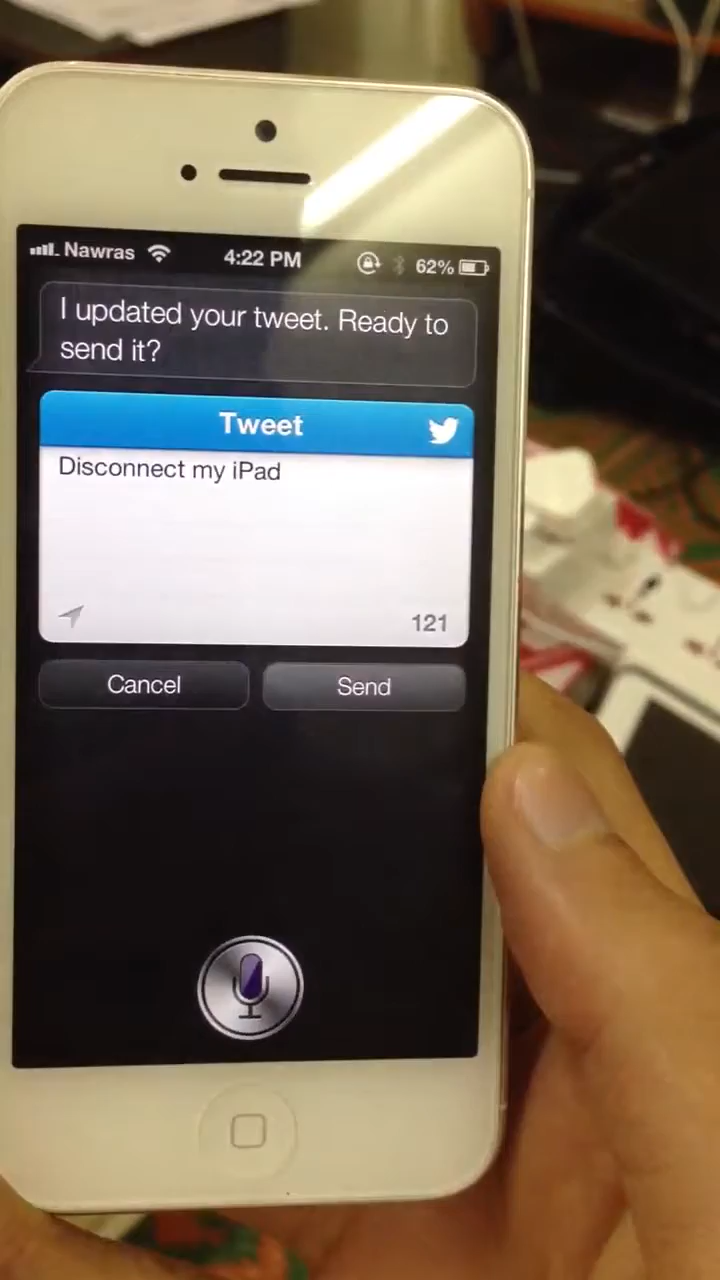 Nawras 4:22 PM 62%
I updated your tweet. Ready to
send it?
Tweet
Disconnect my iPad
121
Cancel Send